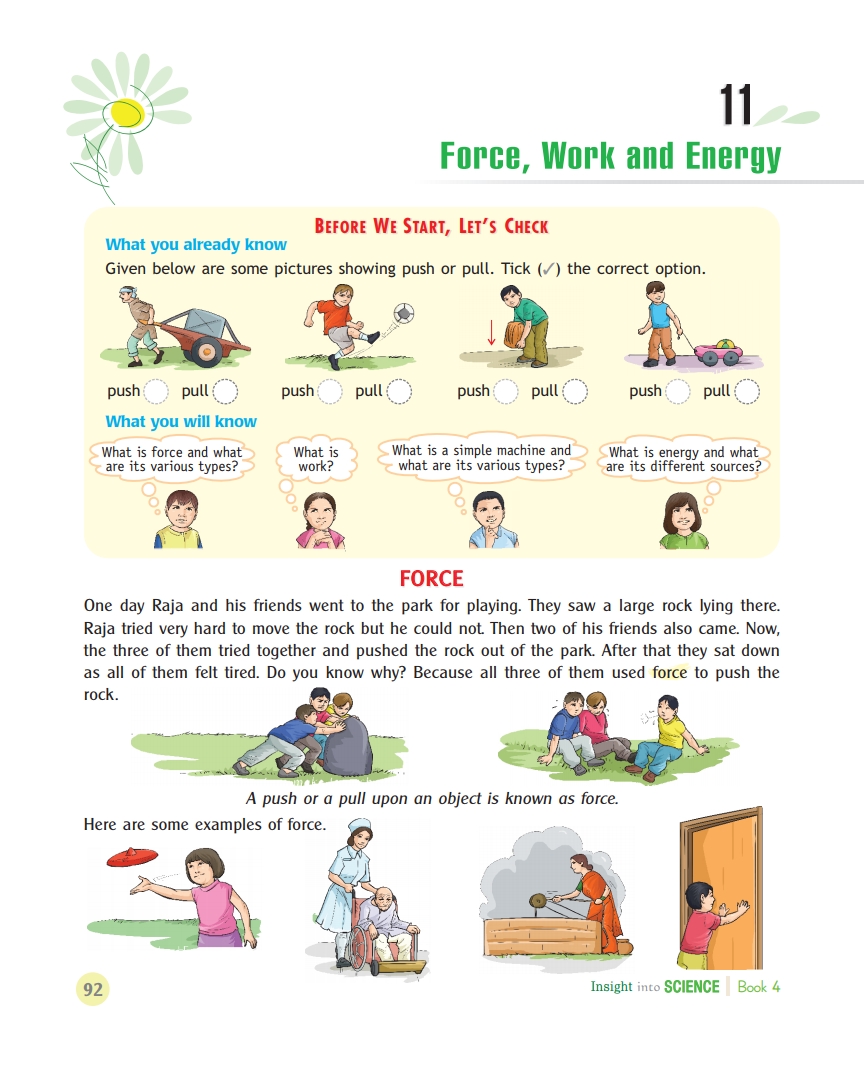 11
Force, Work and Energy
BEFORE WE START, LET'S CHECK
What you already know
Given below are some pictures showing push or pull. Tick (✓) the correct option.
push pull push pull push pull push pull
What you will know
What is force and what
are its various types?
What is
work?
What is a simple machine and
what are its various types?
What is energy and what
are its different sources?
FORCE
One day Raja and his friends went to the park for playing. They saw a large rock lying there.
Raja tried very hard to move the rock but he could not. Then two of his friends also came. Now,
the three of them tried together and pushed the rock out of the park. After that they sat down
as all of them felt tired. Do you know why? Because all three of them used force to push the
rock.
A push or a pull upon an object is known as force.
Here are some examples of force.
92
Insight into SCIENCE Book 4